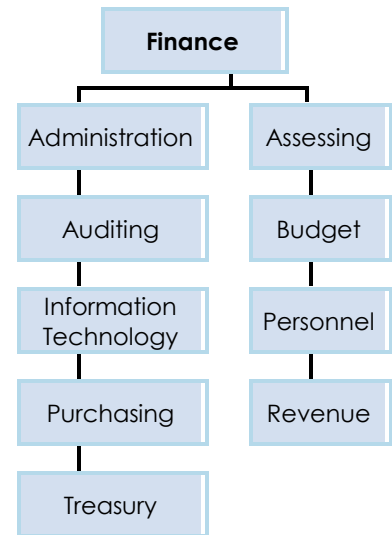 Finance
Administration
Auditing
Information
Technology
Purchasing
Treasury
Assessing
Budget
Personnel
Revenue